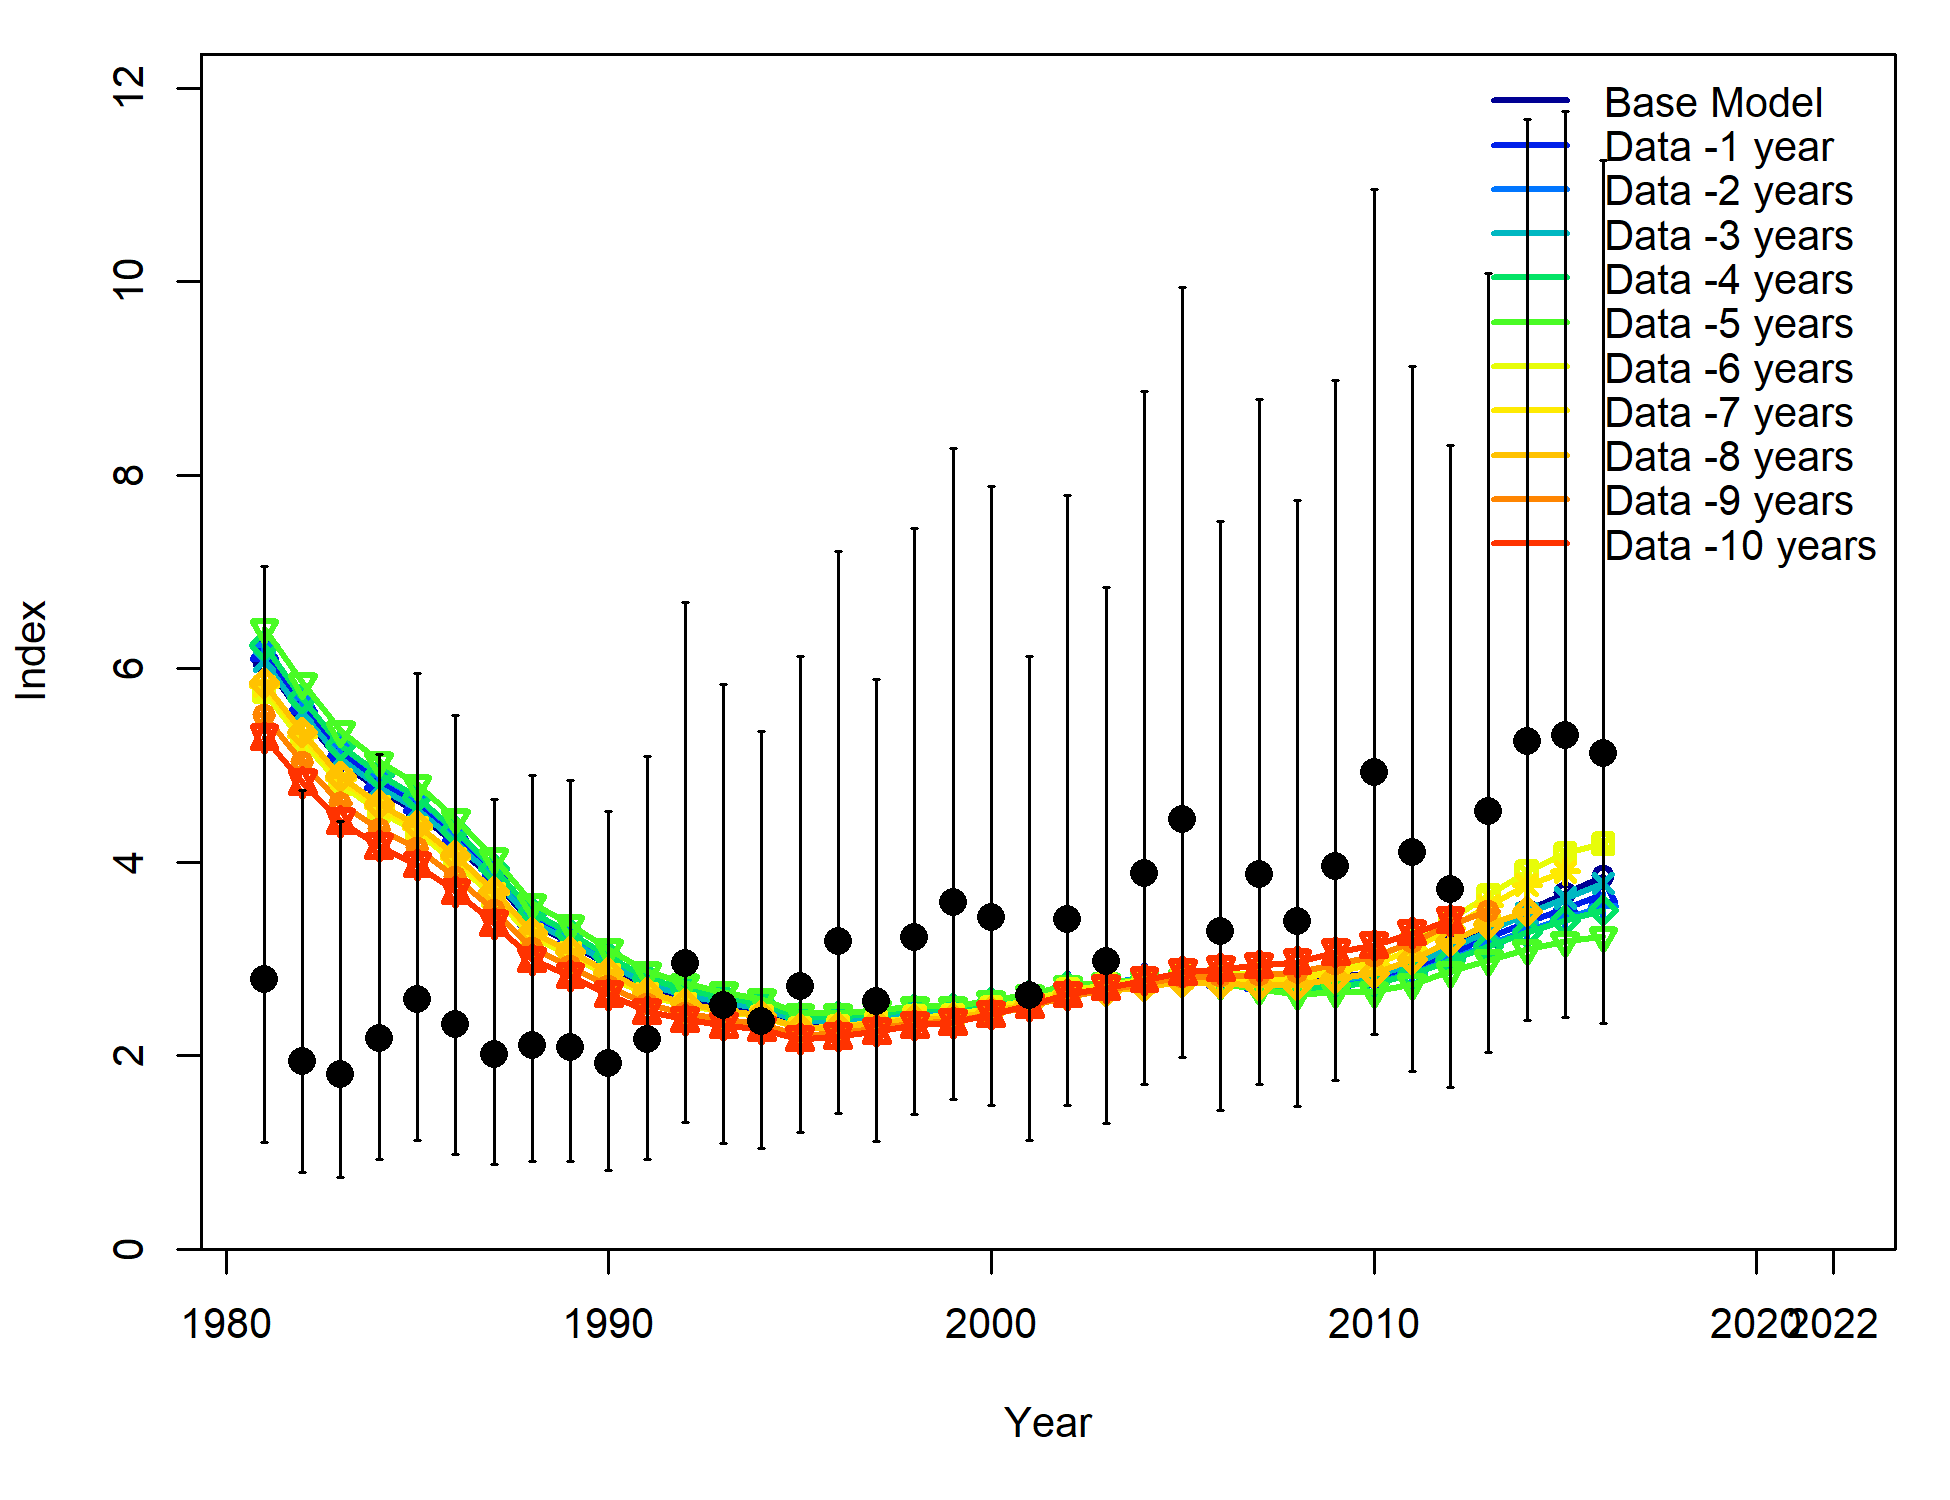 12
10
8
6
4
2
0
Index
Base Model
Data -1 year
Data -2 years
Data -3 years
Data -4 years
Data -5 years
Data -6 years
Data -7 years
Data -8 years
Data -9 years
Data -10 years
1980 1990 2000 2010 2020 2022
Year